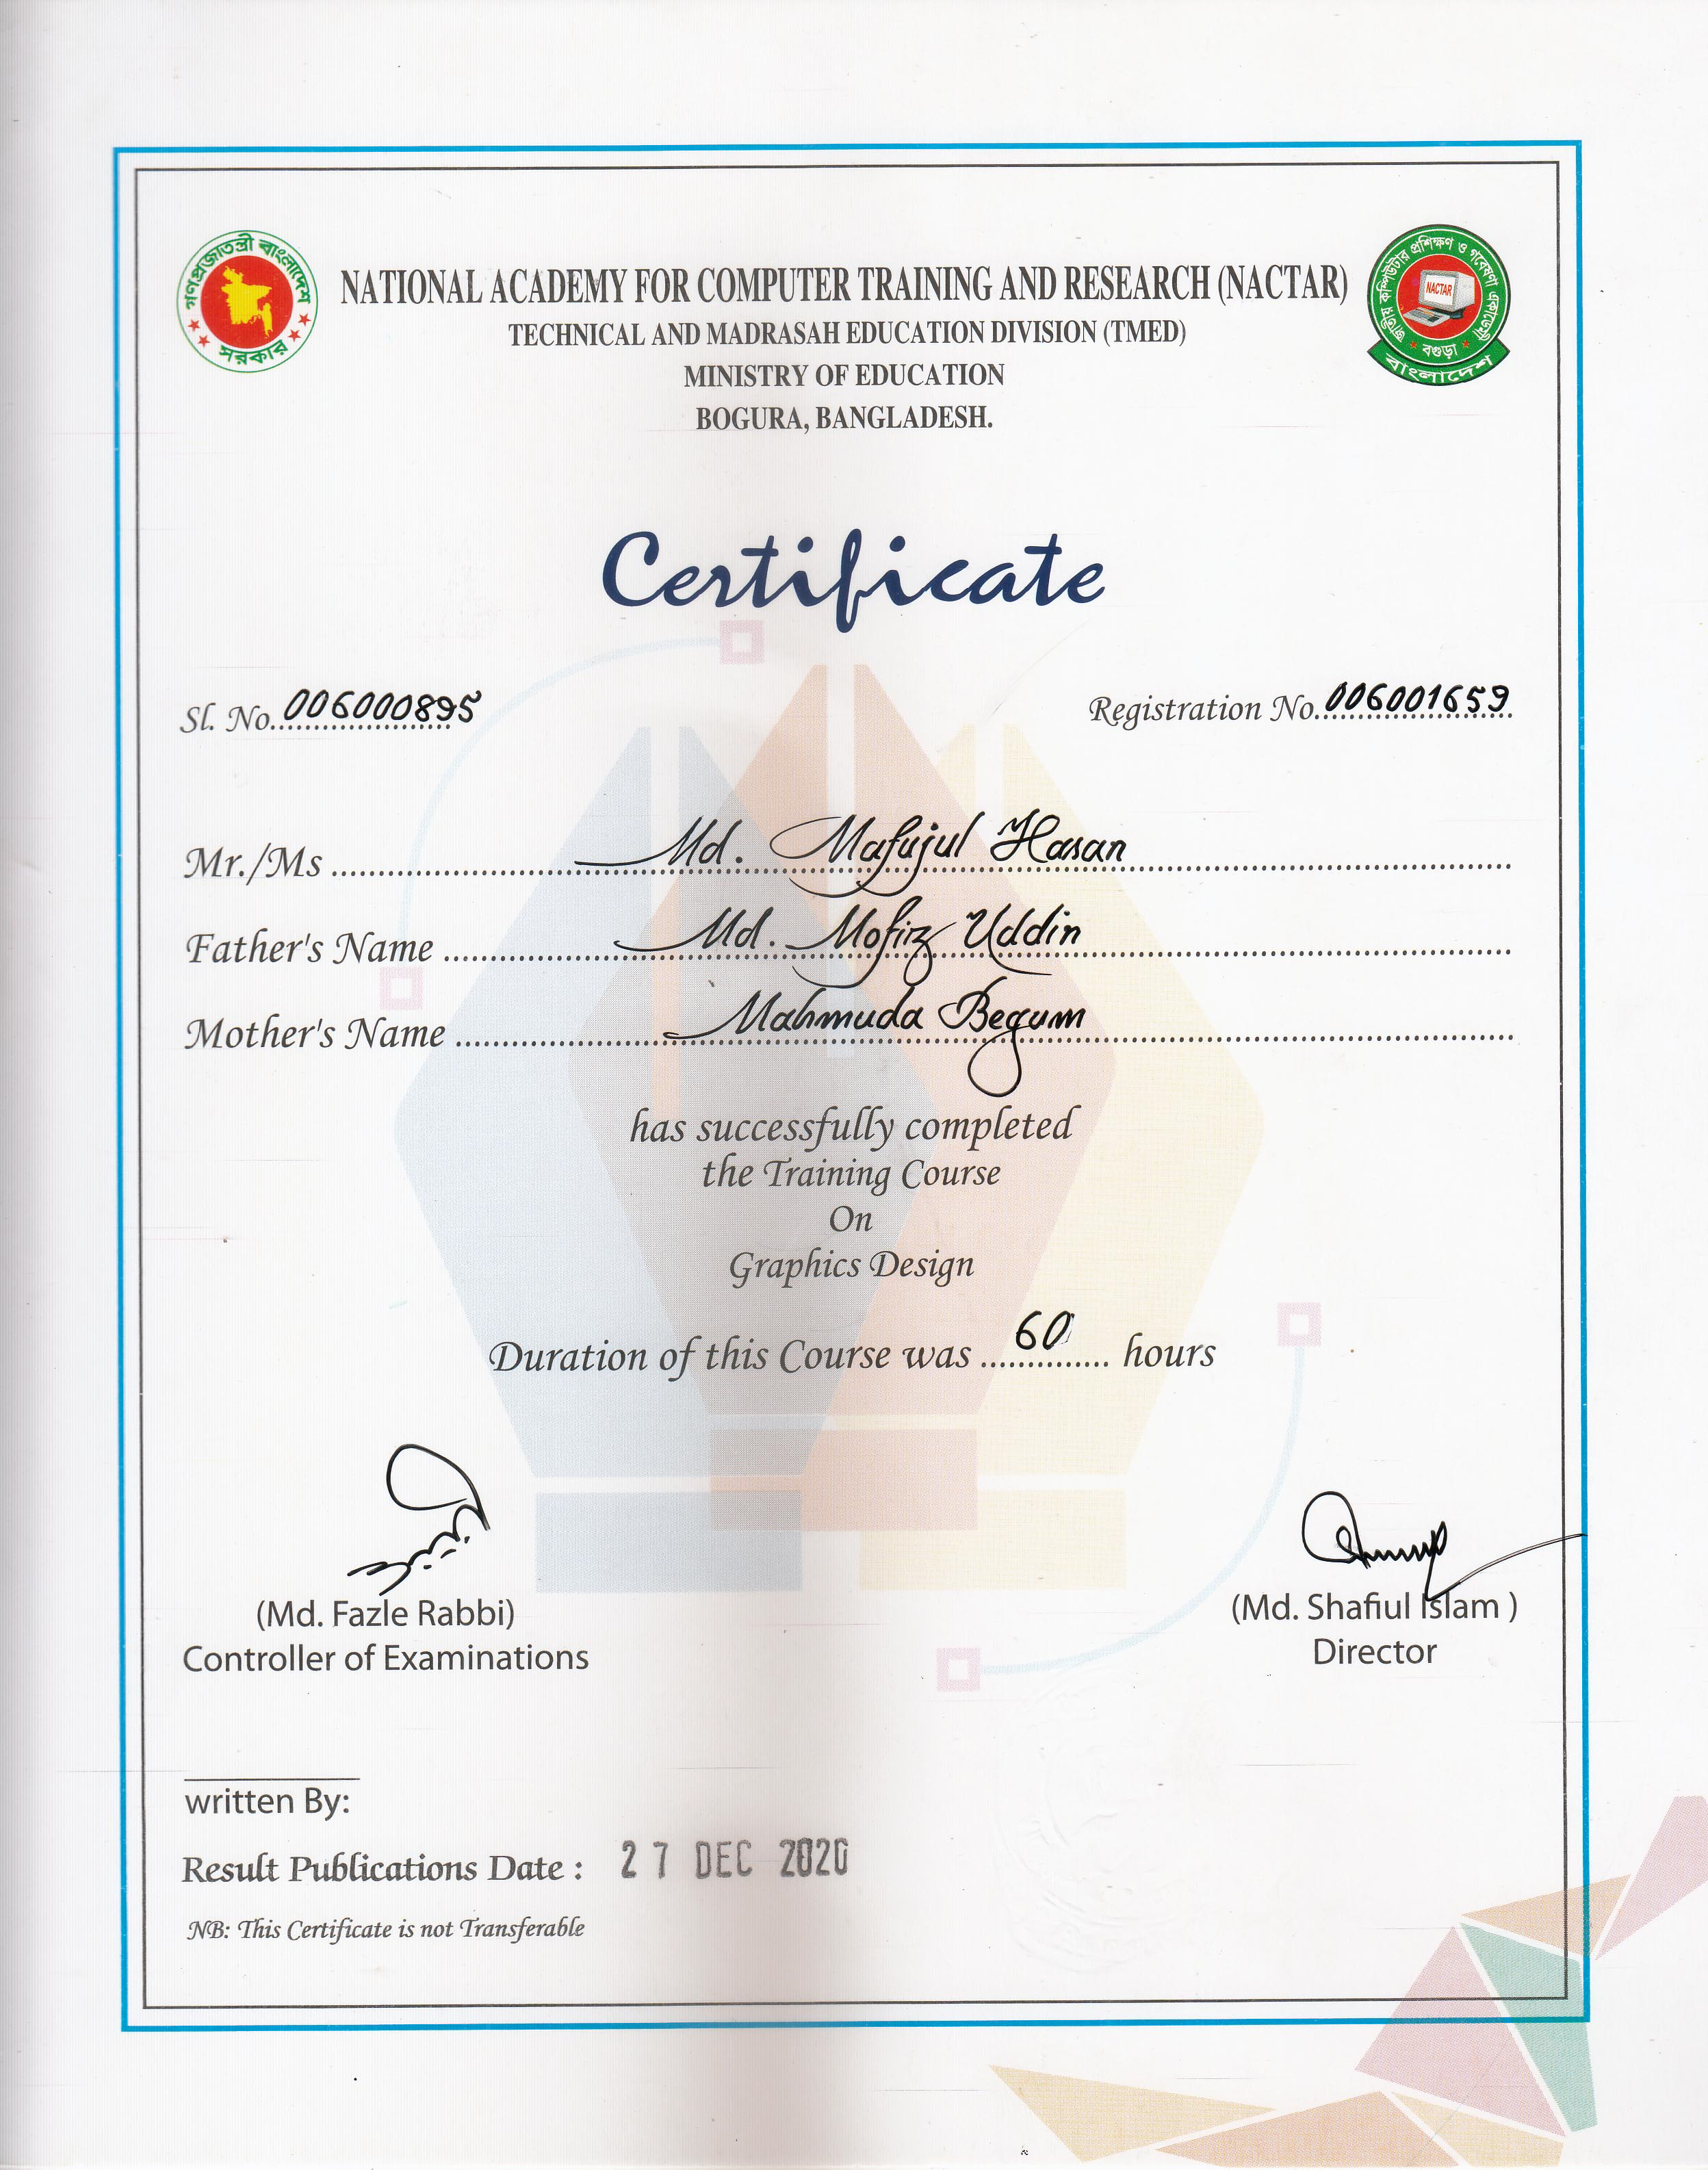 গণপ্রজাতন্ত্রী বাংলাদেশ
সরকার
NATIONAL ACADEMY FOR COMPUTER TRAINING AND RESEARCH (NACTAR)
TECHNICAL AND MADRASAH EDUCATION DIVISION (TMED)
MINISTRY OF EDUCATION
BOGURA, BANGLADESH.
জাতীয় কম্পিউটার প্রশিক্ষণ ও গবেষণা একাডেমী
NACTAR
বগুড়া
বাংলাদেশ
Certificate
Sl. No. 006000895
Registration No. 006001659
Mr./Ms Md. Mafujul Hasan
Father's Name Md. Mofiz Uddin
Mother's Name Mahmuda Begum
has successfully completed
the Training Course
On
Graphics Design
Duration of this Course was 60 hours
(Md. Fazle Rabbi)
Controller of Examinations
(Md. Shafiul Islam )
Director
written By:
Result Publications Date : 27 DEC 2020
NB: This Certificate is not Transferable